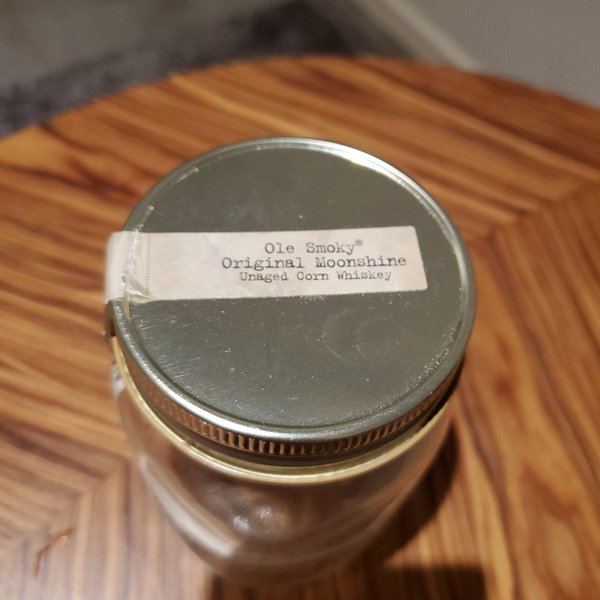 Ole Smoky®
Original Moonshine
Unaged Corn Whiskey